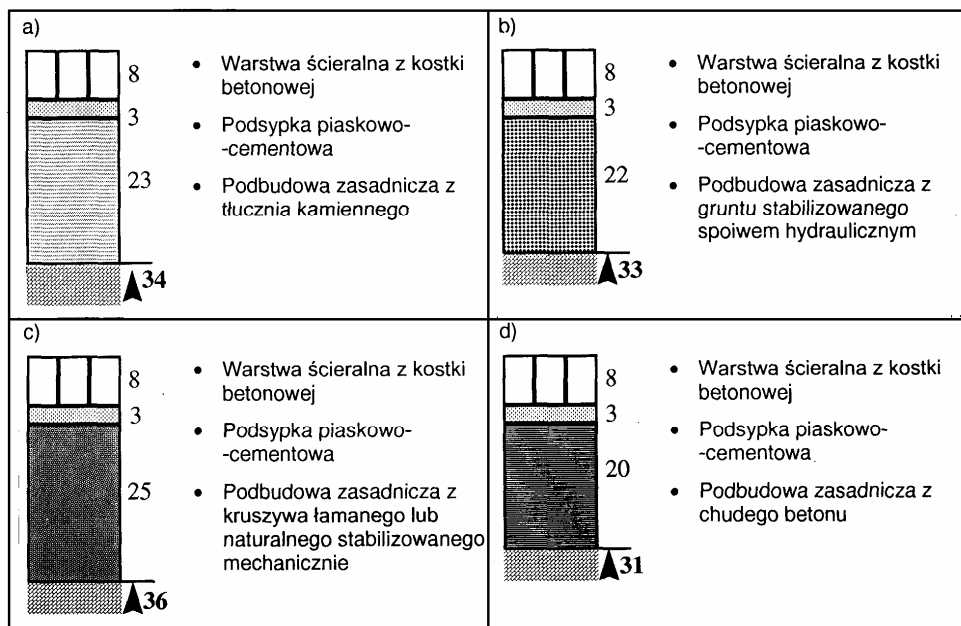 a)
8
3
23
34
• Warstwa ścieralna z kostki
betonowej
• Podsypka piaskowo-
-cementowa
• Podbudowa zasadnicza z
tłucznia kamiennego
b)
8
3
22
33
• Warstwa ścieralna z kostki
betonowej
• Podsypka piaskowo-
-cementowa
• Podbudowa zasadnicza z
gruntu stabilizowanego
spoiwem hydraulicznym
c)
8
3
25
36
• Warstwa ścieralna z kostki
betonowej
• Podsypka piaskowo-
-cementowa
• Podbudowa zasadnicza z
kruszywa łamanego lub
naturalnego stabilizowanego
mechanicznie
d)
8
3
20
31
• Warstwa ścieralna z kostki
betonowej
• Podsypka piaskowo-
-cementowa
• Podbudowa zasadnicza z
chudego betonu